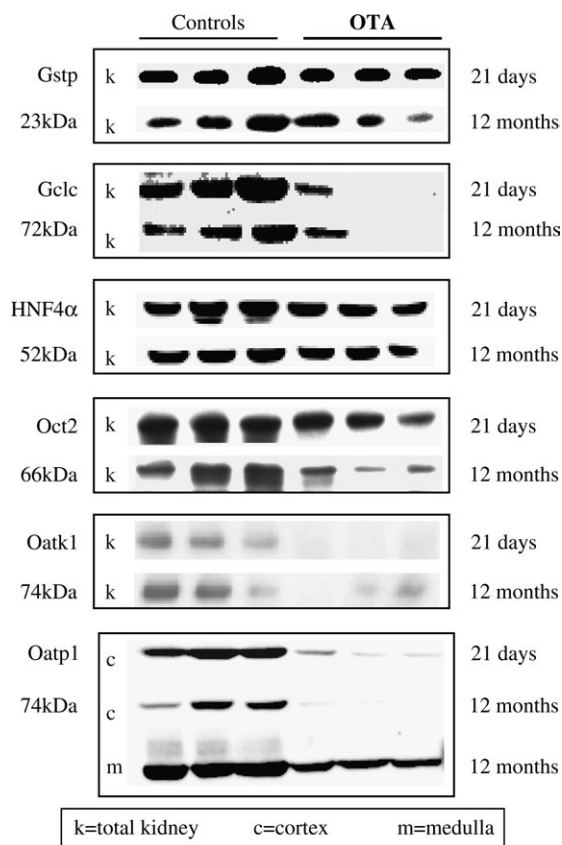 Controls OTA
Gstp k 21 days
23kDa k 12 months
Gclc k 21 days
72kDa k 12 months
HNF4α k 21 days
52kDa k 12 months
Oct2 k 21 days
66kDa k 12 months
Oatk1 k 21 days
74kDa k 12 months
Oatp1 c 21 days
74kDa c 12 months
m 12 months
k=total kidney c=cortex m=medulla